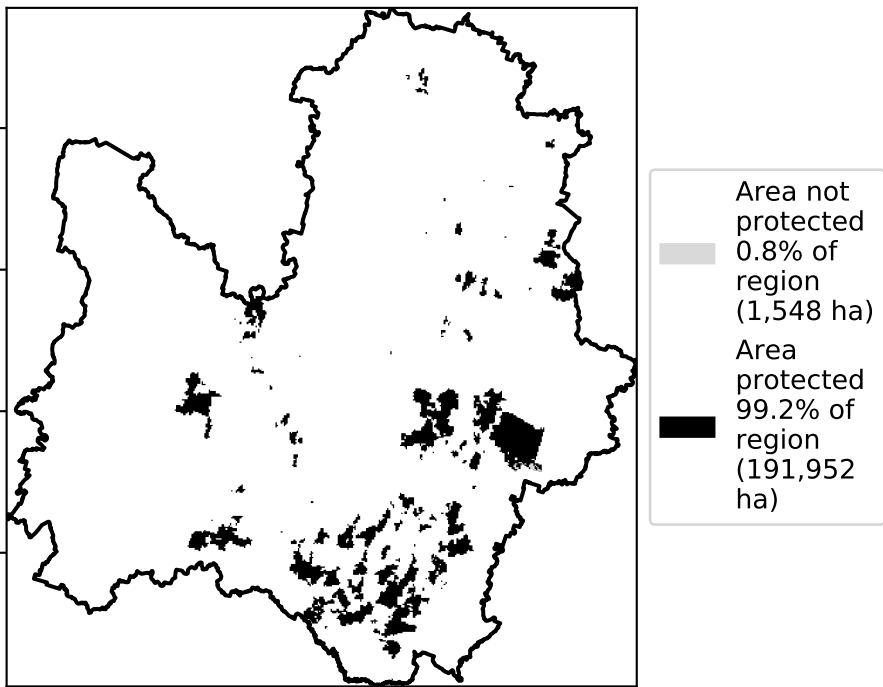 Area not
protected
0.8% of
region
(1,548 ha)
Area
protected
99.2% of
region
(191,952
ha)